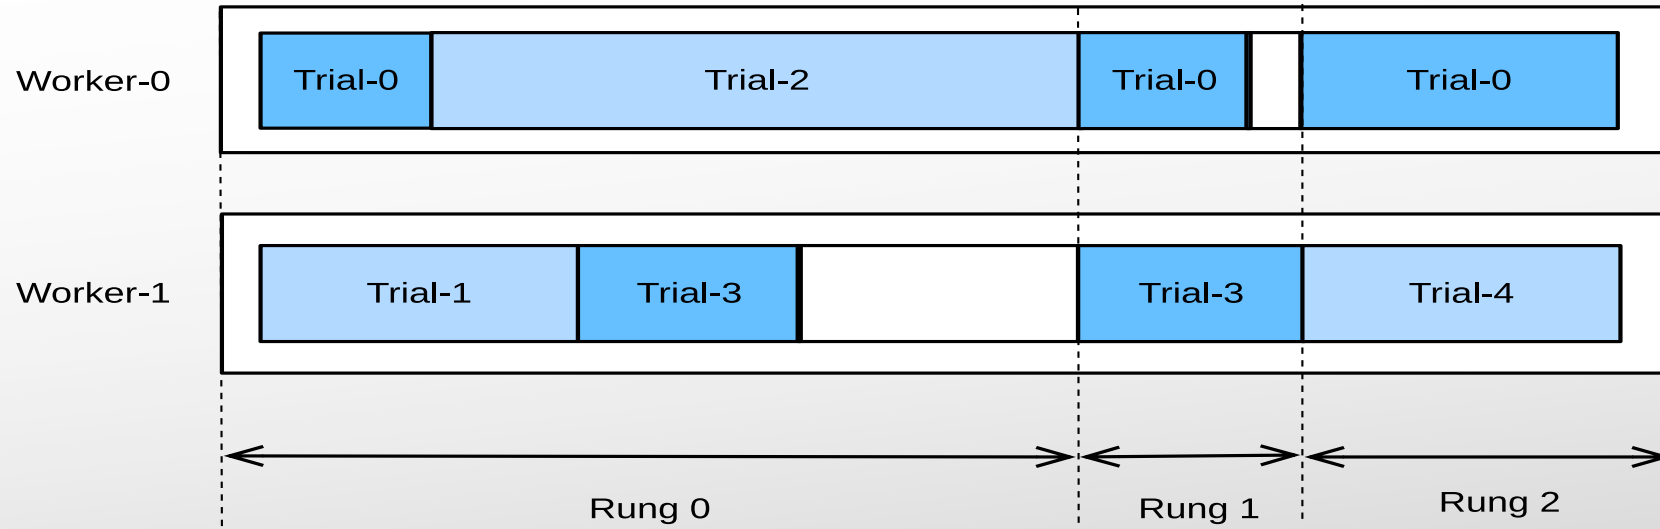 Worker-0
Trial-0
Trial-2
Trial-0
Trial-0
Worker-1
Trial-1
Trial-3
Trial-3
Trial-4
Rung 0
Rung 1
Rung 2